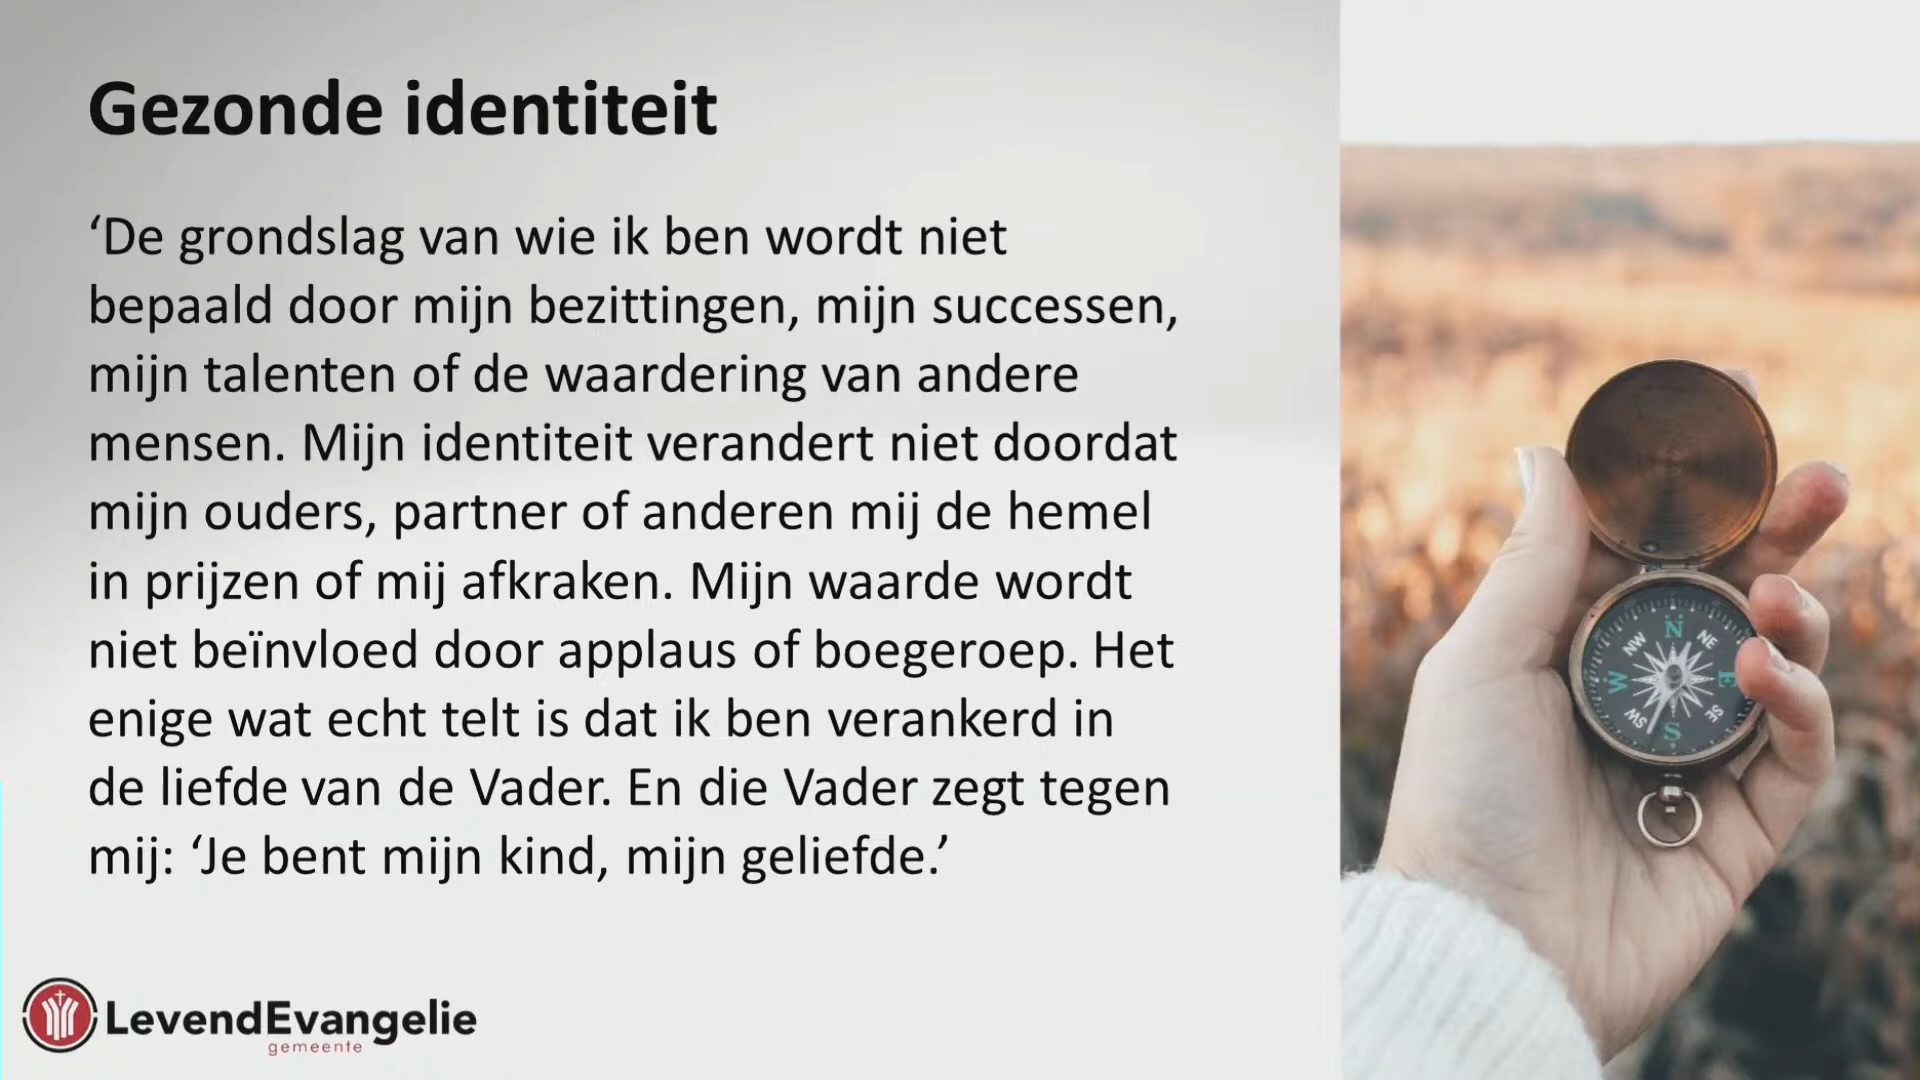 Gezonde identiteit
‘De grondslag van wie ik ben wordt niet
bepaald door mijn bezittingen, mijn successen,
mijn talenten of de waardering van andere
mensen. Mijn identiteit verandert niet doordat
mijn ouders, partner of anderen mij de hemel
in prijzen of mij afkraken. Mijn waarde wordt
niet beïnvloed door applaus of boegeroep. Het
enige wat echt telt is dat ik ben verankerd in
de liefde van de Vader. En die Vader zegt tegen
mij: ‘Je bent mijn kind, mijn geliefde.’
N
NW
NE
W
E
SW
SE
S
LevendEvangelie
gemeente